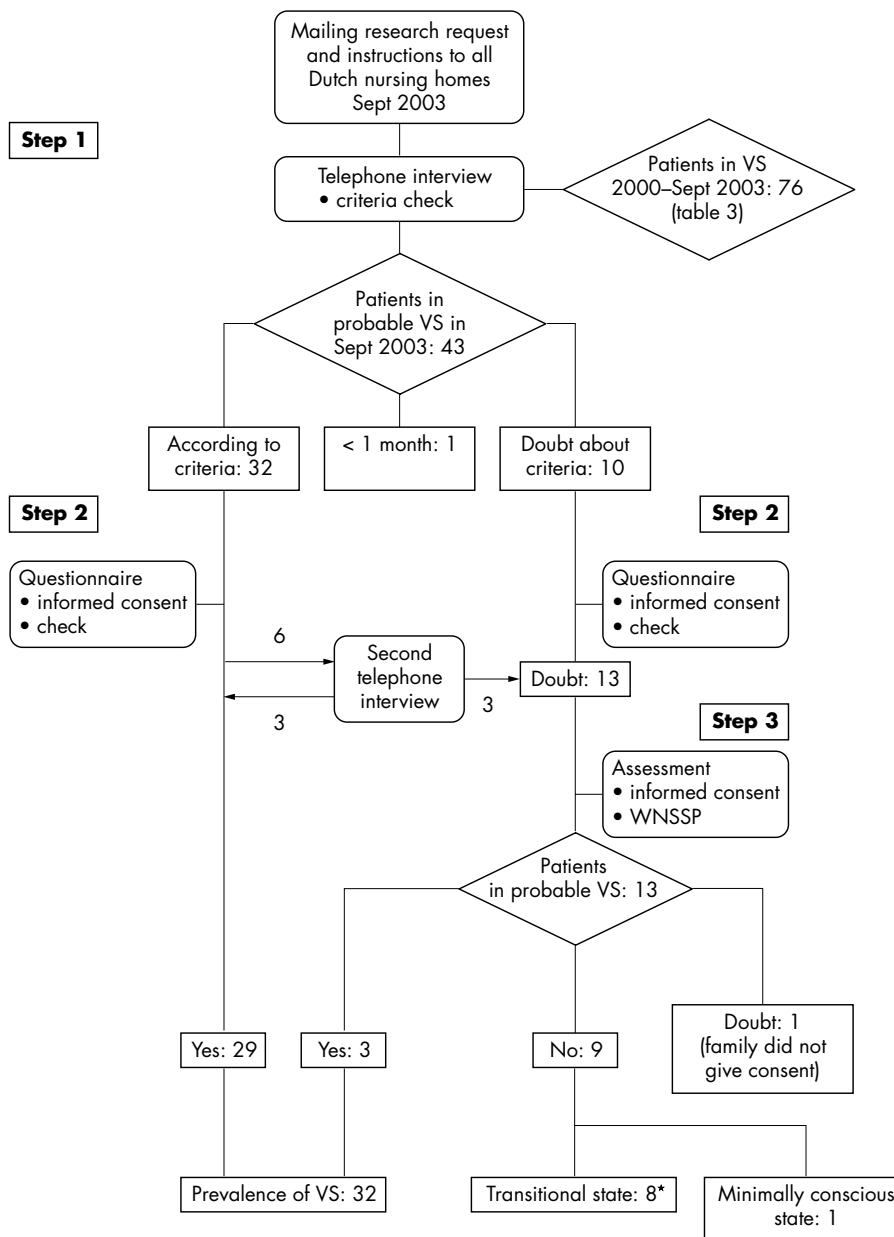 Mailing research request
and instructions to all
Dutch nursing homes
Sept 2003
Step 1
Telephone interview
• criteria check
Patients in VS
2000–Sept 2003: 76
(table 3)
Patients in
probable VS in
Sept 2003: 43
According to
criteria: 32
< 1 month: 1
Doubt about
criteria: 10
Step 2
Step 2
Questionnaire
• informed consent
• check
Questionnaire
• informed consent
• check
6
Second
telephone
interview
3
3
Doubt: 13
Step 3
Assessment
• informed consent
• WNSSP
Patients
in probable VS: 13
Yes: 29
Yes: 3
No: 9
Doubt: 1
(family did not
give consent)
Prevalence of VS: 32
Transitional state: 8*
Minimally conscious
state: 1